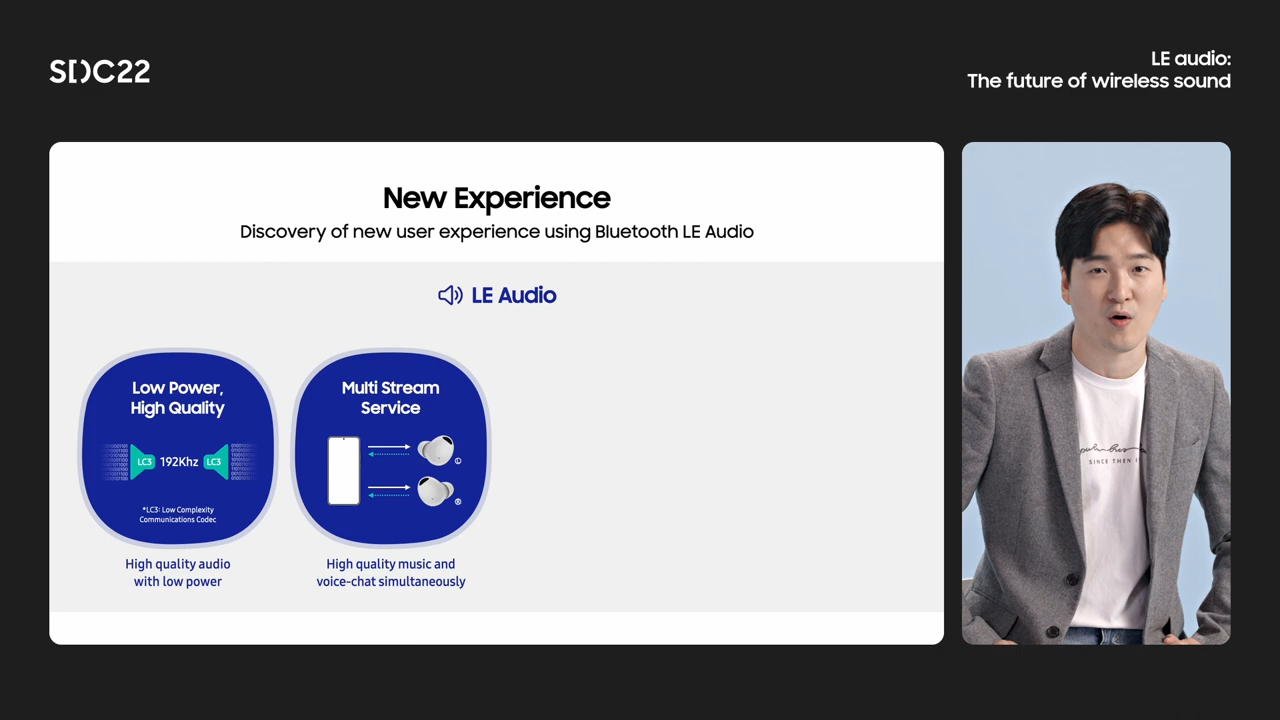 SDC22
LE audio:
The future of wireless sound
New Experience
Discovery of new user experience using Bluetooth LE Audio
LE Audio
Low Power,
High Quality
LC3 192Khz LC3
*LC3: Low Complexity
Communications Codec
High quality audio
with low power
Multi Stream
Service
L
R
High quality music and
voice-chat simultaneously
SINCE THEN